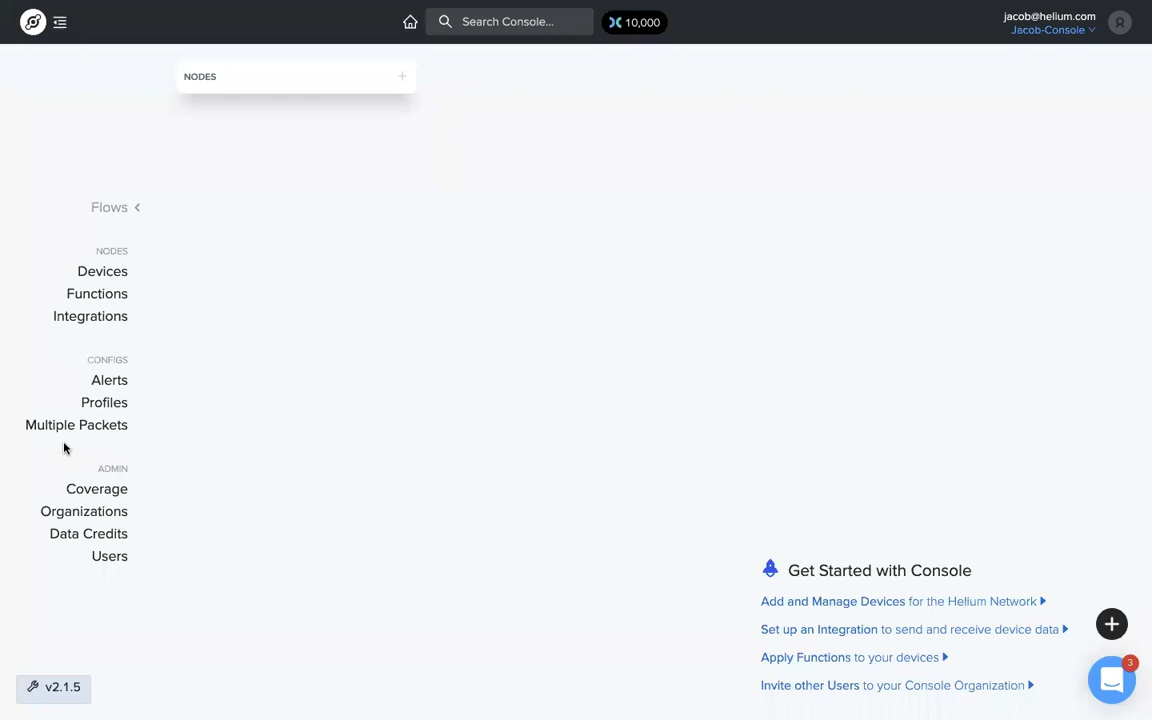 Search Console...
10,000
jacob@helium.com
Jacob-Console
NODES
Flows
NODES
Devices
Functions
Integrations
CONFIGS
Alerts
Profiles
Multiple Packets
ADMIN
Coverage
Organizations
Data Credits
Users
v2.1.5
Get Started with Console
Add and Manage Devices for the Helium Network
Set up an Integration to send and receive device data
Apply Functions to your devices
Invite other Users to your Console Organization
3